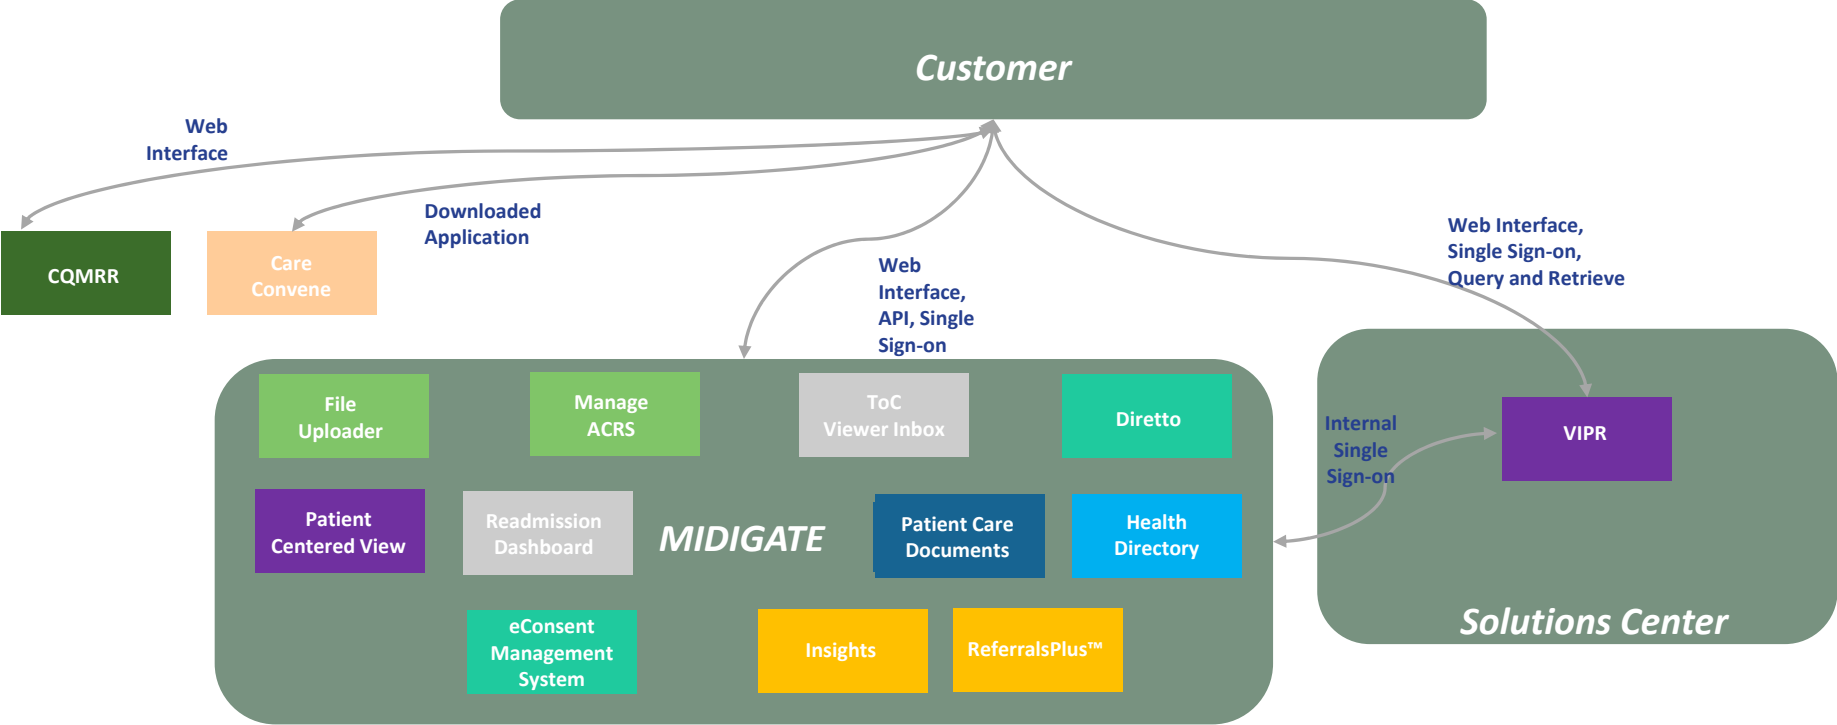 Customer
Web
Interface
Downloaded
Application
Web Interface,
Single Sign-on,
Query and Retrieve
CQMRR
Care
Convene
Web
Interface,
API, Single
Sign-on
File
Uploader
Manage
ACRS
ToC
Viewer Inbox
Diretto
Internal
Single
Sign-on
VIPR
Patient
Centered View
Readmission
Dashboard
MIDIGATE
Patient Care
Documents
Health
Directory
eConsent
Management
System
Insights
ReferralsPlus™
Solutions Center